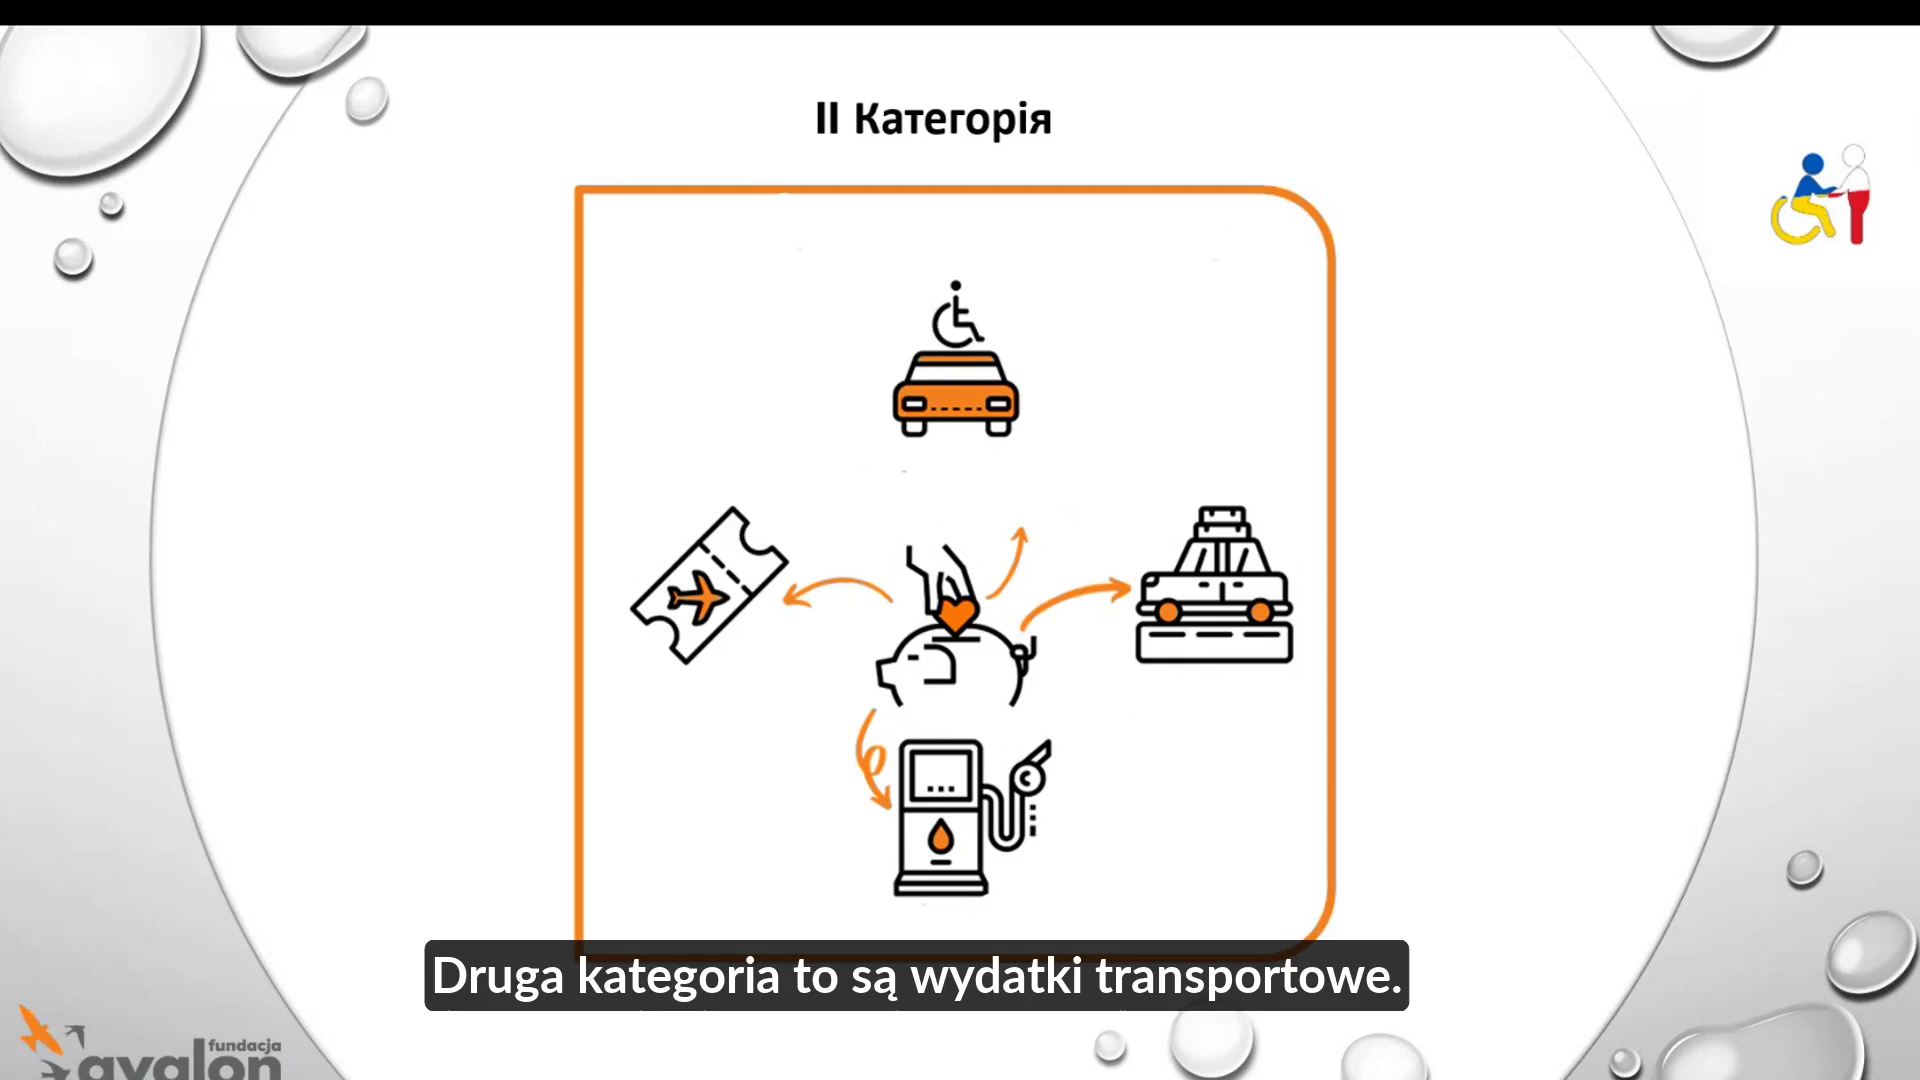 II Категорія
Druga kategoria to są wydatki transportowe.
fundacja
avalon